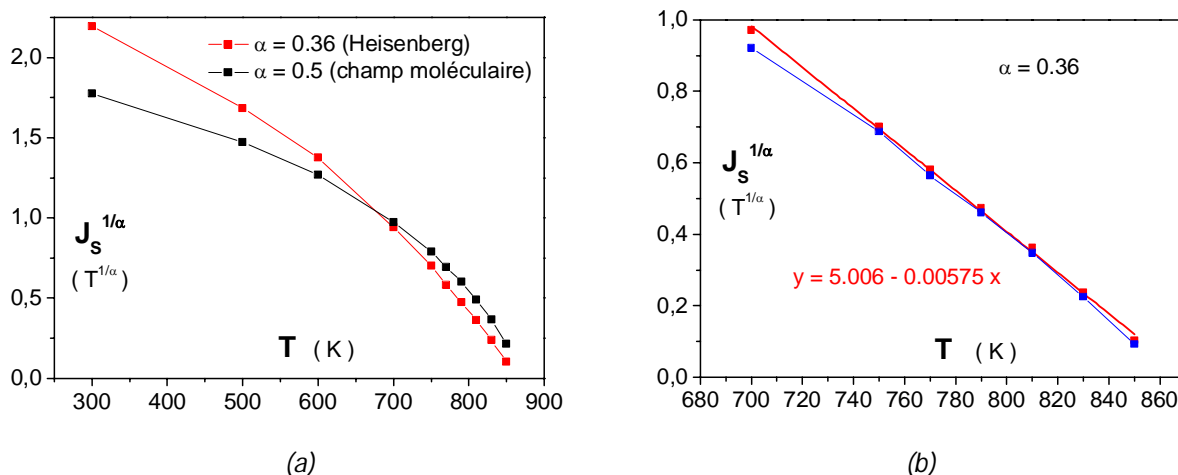 2,0
1,5
1,0
0,5
0,0
300 400 500 600 700 800 900
α = 0.36 (Heisenberg)
α = 0.5 (champ moléculaire)
J_S^{1/α}
( T^{1/α})
T ( K )
(a)
1,0
0,8
0,6
0,4
0,2
0,0
680 700 720 740 760 780 800 820 840 860
α = 0.36
J_S^{1/α}
( T^{1/α})
y = 5.006 - 0.00575 x
T ( K )
(b)